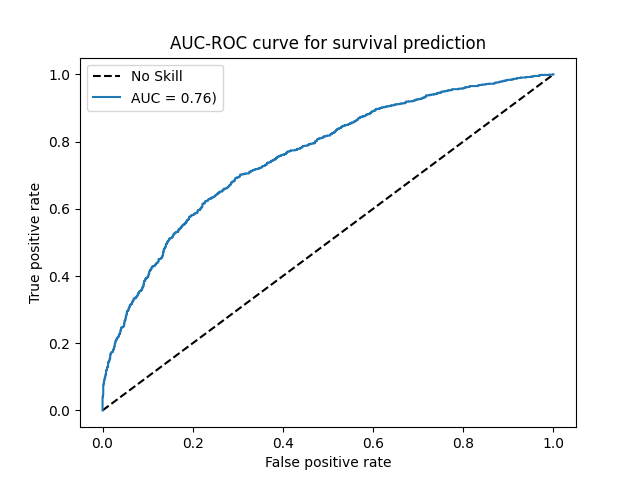 AUC-ROC curve for survival prediction
No Skill
AUC = 0.76)
True positive rate
1.0
0.8
0.6
0.4
0.2
0.0
0.0 0.2 0.4 0.6 0.8 1.0
False positive rate